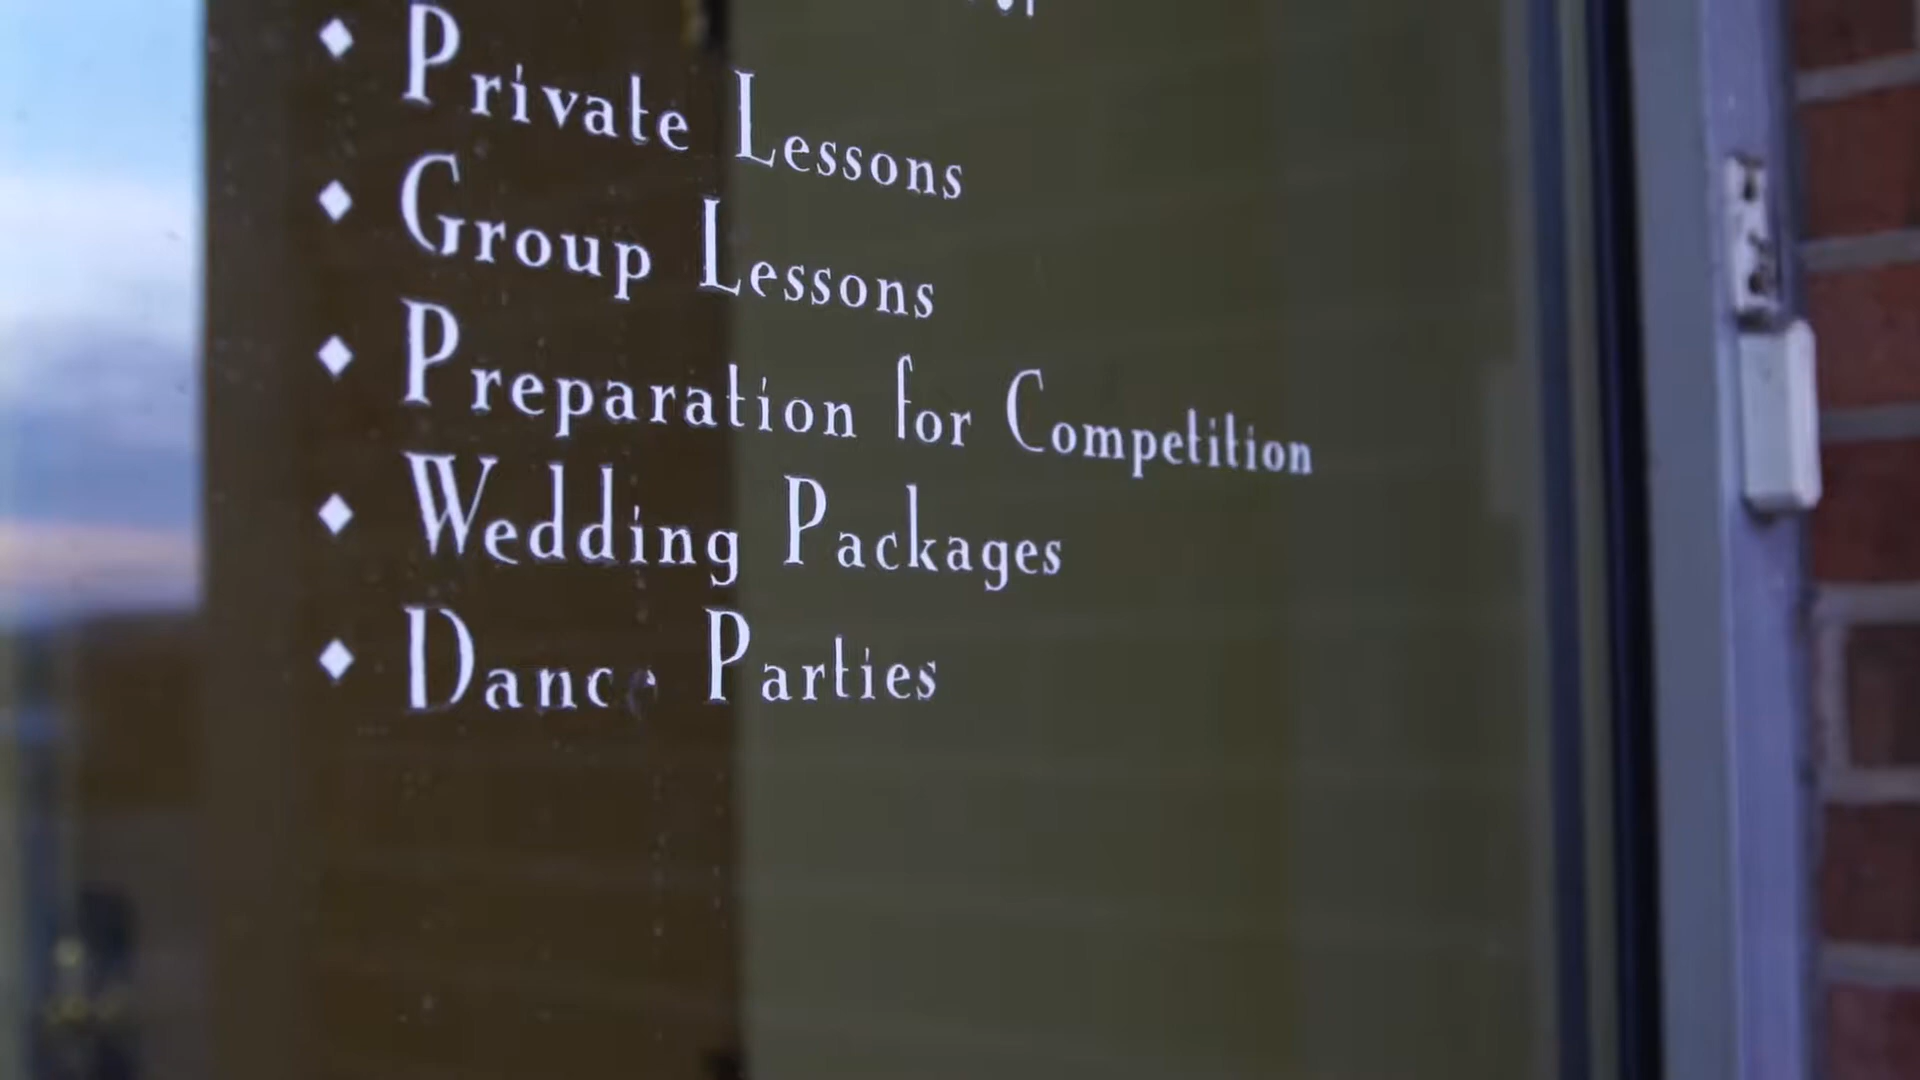 ◆ Private Lessons
◆ Group Lessons
◆ Preparation for Competition
◆ Wedding Packages
◆ Dance Parties